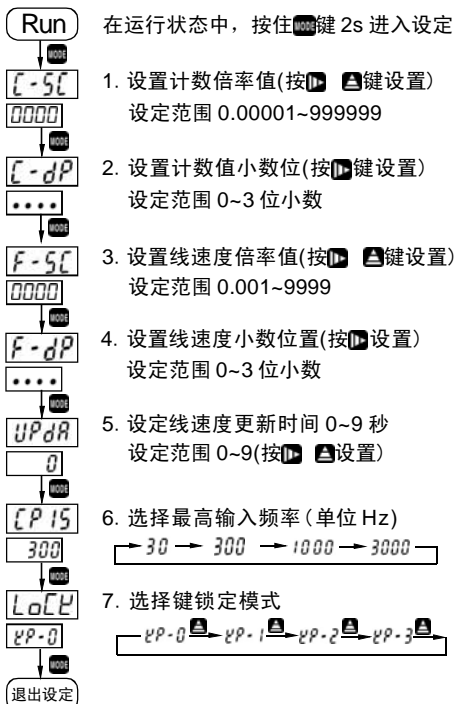 Run 在运行状态中，按住MODE键 2s 进入设定
MODE
C-SC 1. 设置计数倍率值(按 键设置)
0000 设定范围 0.00001~999999
MODE
C-dP 2. 设置计数值小数位(按键设置)
.... 设定范围 0~3 位小数
MODE
F-SC 3. 设置线速度倍率值(按 键设置)
0000 设定范围 0.001~9999
MODE
F-dP 4. 设置线速度小数位置(按设置)
.... 设定范围 0~3 位小数
MODE
UPdA 5. 设定线速度更新时间 0~9 秒
0 设定范围 0~9(按 设置)
MODE
CP1S 6. 选择最高输入频率(单位 Hz)
300 30 300 1000 3000
MODE
LoCK 7. 选择键锁定模式
KP-0 KP-0 KP-1 KP-2 KP-3
MODE
退出设定